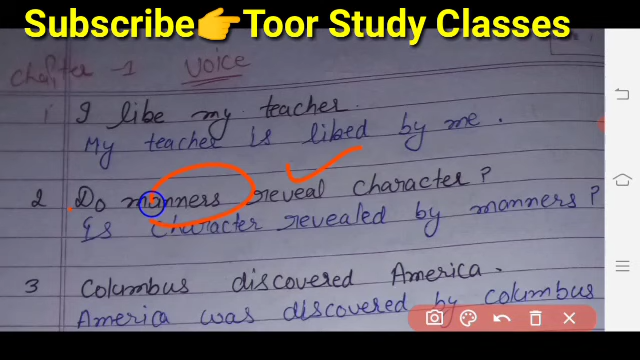 Subscribe👉Toor Study Classes
Chapter -1 Voice
1 I like my teacher.
My teacher is liked by me.
2 Do manners reveal character?
Is character revealed by manners?
3 Columbus discovered America.
America was discovered by Columbus